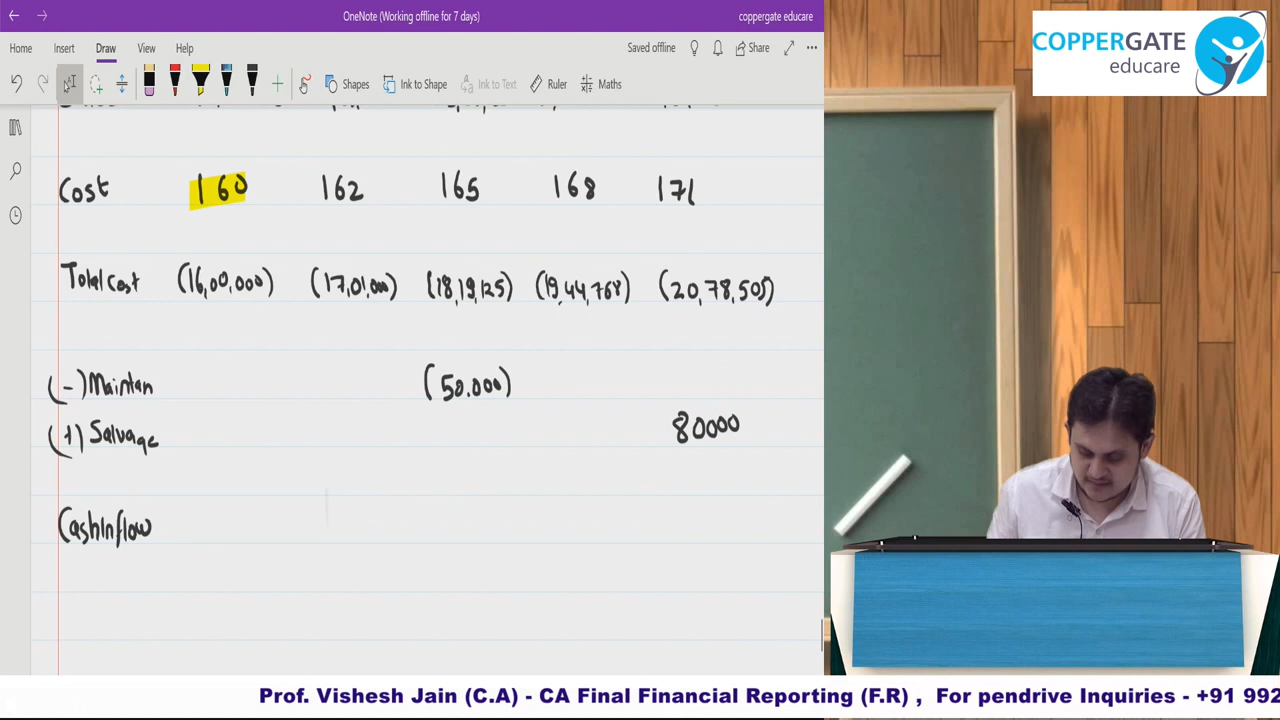 OneNote (Working offline for 7 days)
coppergate educare
Home Insert Draw View Help
Saved offline Share
Shapes Ink to Shape Ink to Text Ruler Maths
COPPERGATE
educare
Cost 160 162 165 168 171
Total Cost (16,00,000) (17,01,000) (18,19,125) (19,44,768) (20,78,505)
(-) Maintan (50.000)
(+) Salvage 80000
Cash Inflow
Prof. Vishesh Jain (C.A) - CA Final Financial Reporting (F.R) , For pendrive Inquiries - +91 992